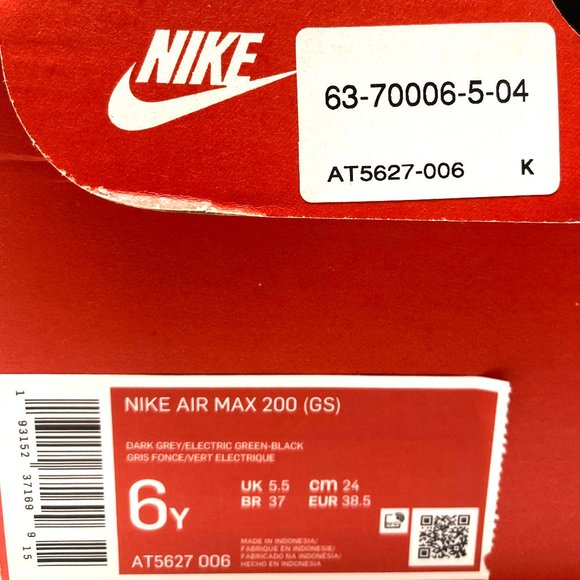 NIKE
63-70006-5-04
AT5627-006 K
NIKE AIR MAX 200 (GS)
DARK GREY/ELECTRIC GREEN-BLACK
GRIS FONCE/VERT ELECTRIQUE
6Y
UK 5.5 cm 24
BR 37 EUR 38.5
AT5627 006
MADE IN INDONESIA/
FABRIQUE EN INDONESIE/
FABRICADO NA INDONESIA/
HECHO EN INDONESIA
1 93152 37169 9 15